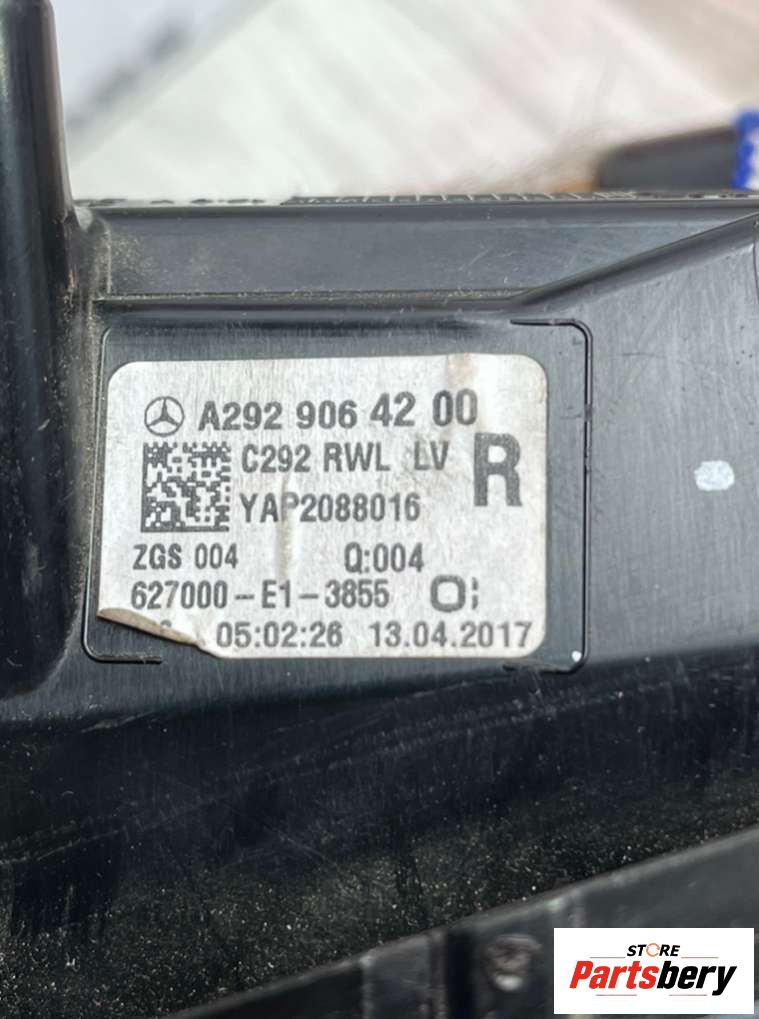 A292 906 42 00
C292 RWL LV R
YAP2088016
ZGS 004 Q:004
627000-E1-3855 O;
05:02:26 13.04.2017
STORE
Partsbery